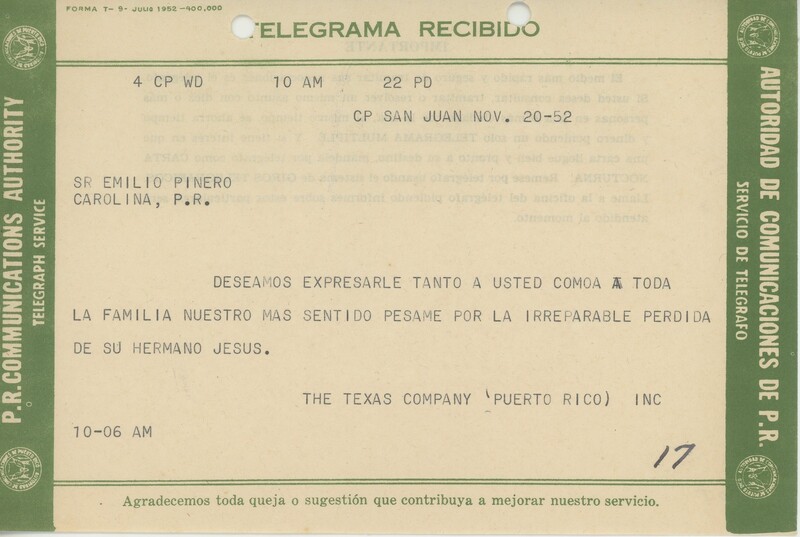 FORMA T- 9- JULIO 1952 -400,000
TELEGRAMA RECIBIDO
4 CP WD 10 AM 22 PD
CP SAN JUAN NOV. 20-52
SR EMILIO PINERO
CAROLINA, P.R.
DESEAMOS EXPRESARLE TANTO A USTED COMOA A TODA
LA FAMILIA NUESTRO MAS SENTIDO PESAME POR LA IRREPARABLE PERDIDA
DE SU HERMANO JESUS.
THE TEXAS COMPANY (PUERTO RICO) INC
10-06 AM
17
Agradecemos toda queja o sugestión que contribuya a mejorar nuestro servicio.
P.R. COMMUNICATIONS AUTHORITY
TELEGRAPH SERVICE
AUTORIDAD DE COMUNICACIONES DE P.R.
SERVICIO DE TELEGRAFO